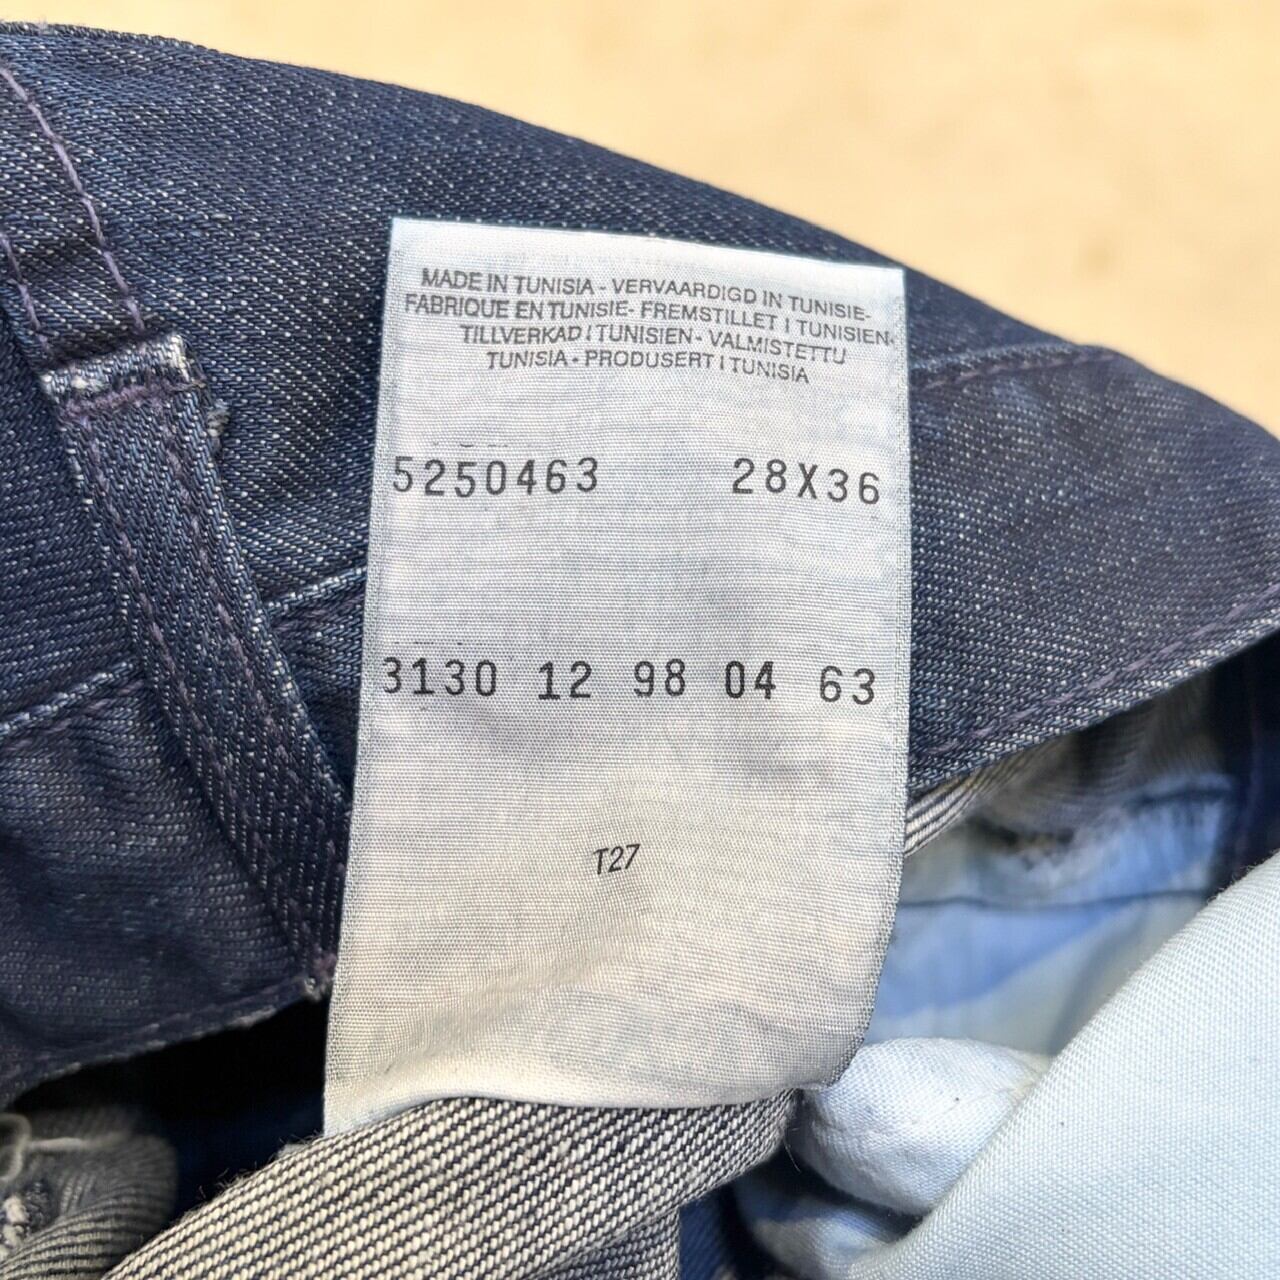 MADE IN TUNISIA - VERVAARDIGD IN TUNISIE-
FABRIQUE EN TUNISIE- FREMSTILLET I TUNISIEN-
TILLVERKAD I TUNISIEN- VALMISTETTU
TUNISIA - PRODUSERT I TUNISIA
5250463 28X36
3130 12 98 04 63
T27